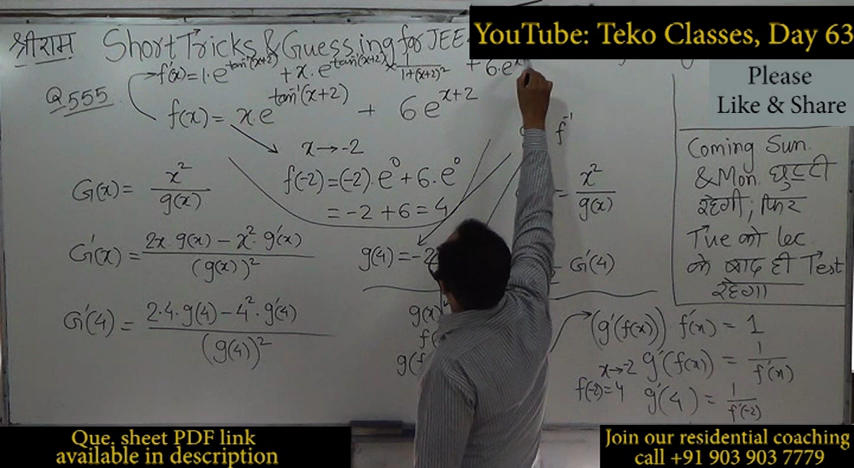 श्रीराम Short Tricks & Guessing for JEE
YouTube: Teko Classes, Day 63
Please
Like & Share
f'(x) = 1·e^(tan⁻¹(x+2)) + x·e^(tan⁻¹(x+2)) × 1/(1+(x+2)²) + 6·e^x
Q.555
f(x) = x·e^(tan⁻¹(x+2)) + 6e^(x+2)
f⁻¹
x → -2
f(-2) = (-2)·e⁰ + 6·e⁰
= -2 + 6 = 4
G(x) = x²/g(x)
= x²/g(x)
G'(x) = (2x·g(x) - x²·g'(x))/(g(x))²
g(4) = -2
= G'(4)
G'(4) = (2·4·g(4) - 4²·g'(4))/(g(4))²
g(x)
f(
g(f
(g'(f(x)) f'(x) = 1
x→-2 g'(f(x)) = 1/f'(x)
f(-2)=4 g'(4) = 1/f'(-2)
Coming Sun.
& Mon. छुट्टी
रहेगी; फिर
Tue को lec.
के बाद ही Test
रहेगा
Que. sheet PDF link
available in description
Join our residential coaching
call +91 903 903 7779